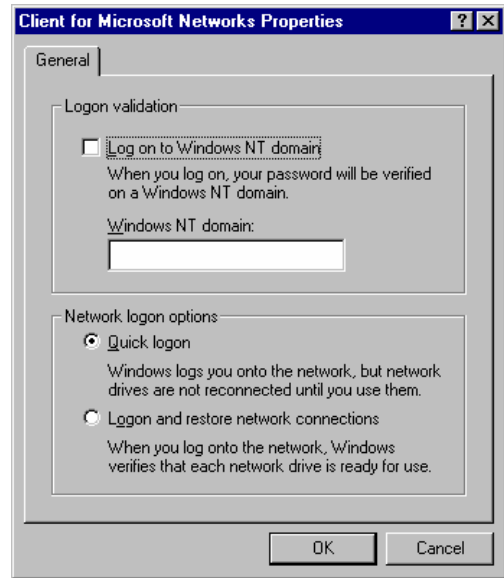 Client for Microsoft Networks Properties
General
Logon validation
Log on to Windows NT domain
When you log on, your password will be verified
on a Windows NT domain.
Windows NT domain:
Network logon options
Quick logon
Windows logs you onto the network, but network
drives are not reconnected until you use them.
Logon and restore network connections
When you log onto the network, Windows
verifies that each network drive is ready for use.
OK
Cancel